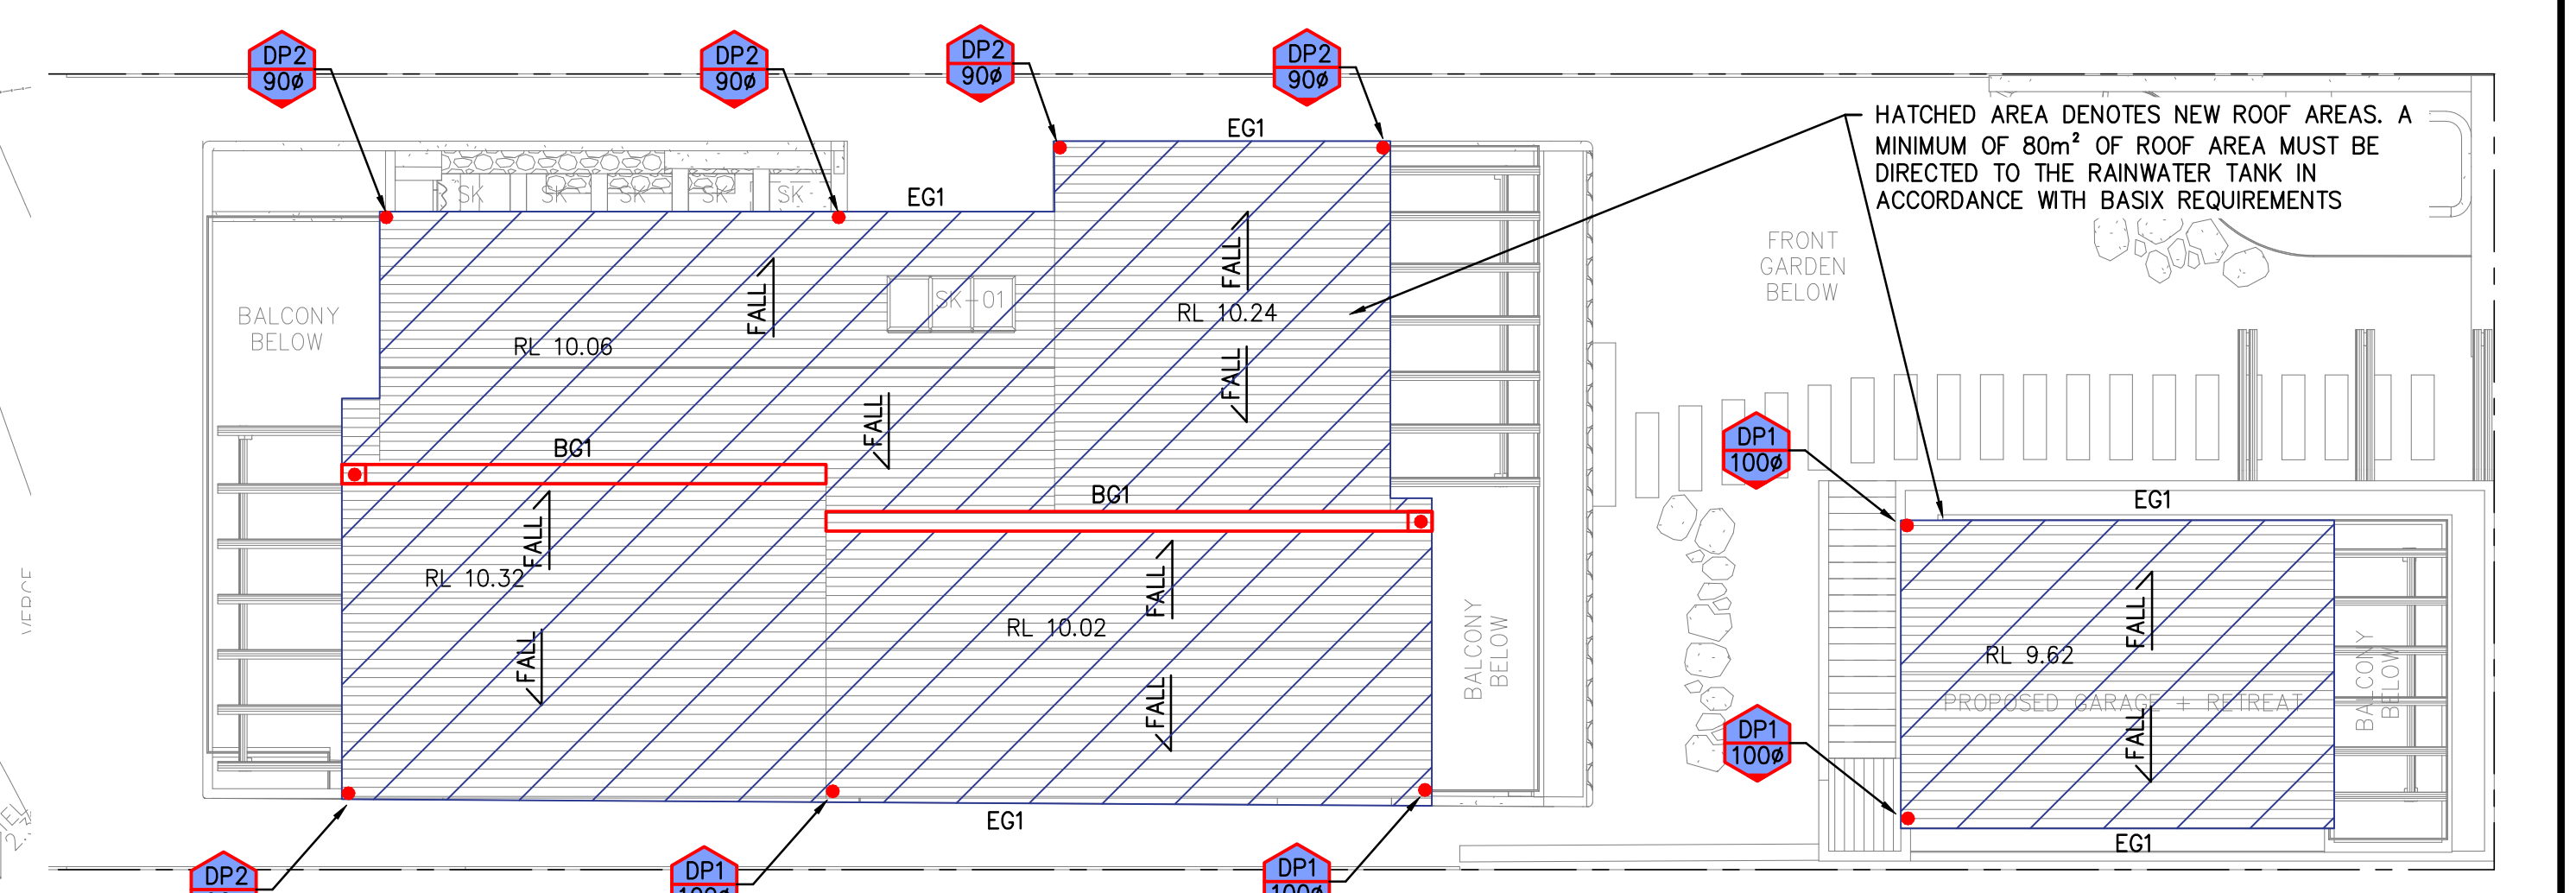 DP2
90ø
DP2
90ø
DP2
90ø
DP2
90ø
HATCHED AREA DENOTES NEW ROOF AREAS. A
MINIMUM OF 80m² OF ROOF AREA MUST BE
DIRECTED TO THE RAINWATER TANK IN
ACCORDANCE WITH BASIX REQUIREMENTS
EG1
EG1
SK
SK
SK
SK
SK
FRONT
GARDEN
BELOW
BALCONY
BELOW
FALL
SK-01
FALL
RL 10.24
RL 10.06
FALL
FALL
BG1
BG1
DP1
100ø
EG1
FALL
RL 10.32
FALL
RL 10.02
FALL
FALL
BALCONY
BELOW
FALL
RL 9.62
PROPOSED GARAGE + RETREAT
FALL
BALCONY
BELOW
DP1
100ø
EG1
EG1
DP2
DP1
100ø
DP1
100ø
VERGE